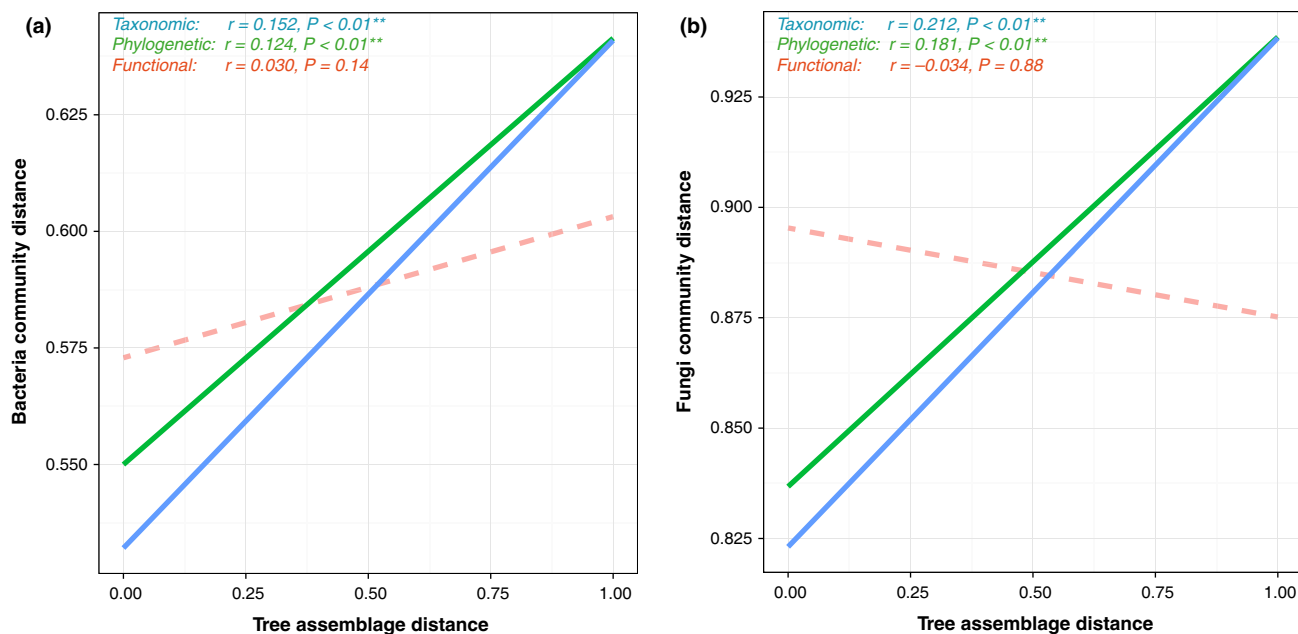 (a)
Taxonomic: r = 0.152, P < 0.01**
Phylogenetic: r = 0.124, P < 0.01**
Functional: r = 0.030, P = 0.14
Bacteria community distance
0.625
0.600
0.575
0.550
0.00 0.25 0.50 0.75 1.00
Tree assemblage distance
(b)
Taxonomic: r = 0.212, P < 0.01**
Phylogenetic: r = 0.181, P < 0.01**
Functional: r = –0.034, P = 0.88
Fungi community distance
0.925
0.900
0.875
0.850
0.825
0.00 0.25 0.50 0.75 1.00
Tree assemblage distance